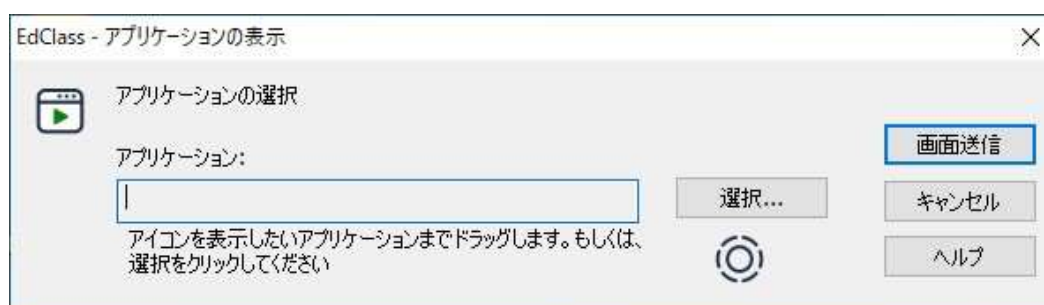 EdClass - アプリケーションの表示
アプリケーションの選択
画面送信
アプリケーション:
選択...
キャンセル
アイコンを表示したいアプリケーションまでドラッグします。もしくは、
選択をクリックしてください
ヘルプ